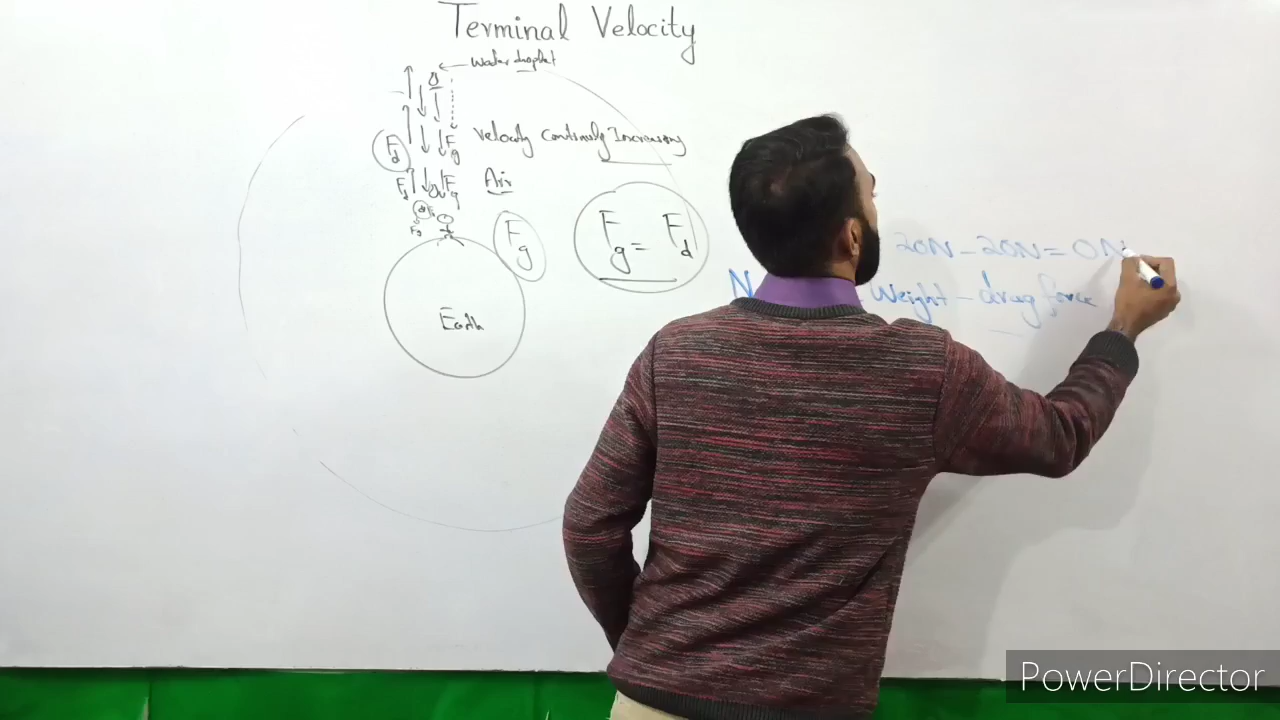 Terminal Velocity
Water droplet
Velocity Continuly Increasing
Fd
Fg
Fd
Fg
Air
Fg
Fg = Fd
Earth
20N - 20N = 0N
N
Weight - drag force
PowerDirector